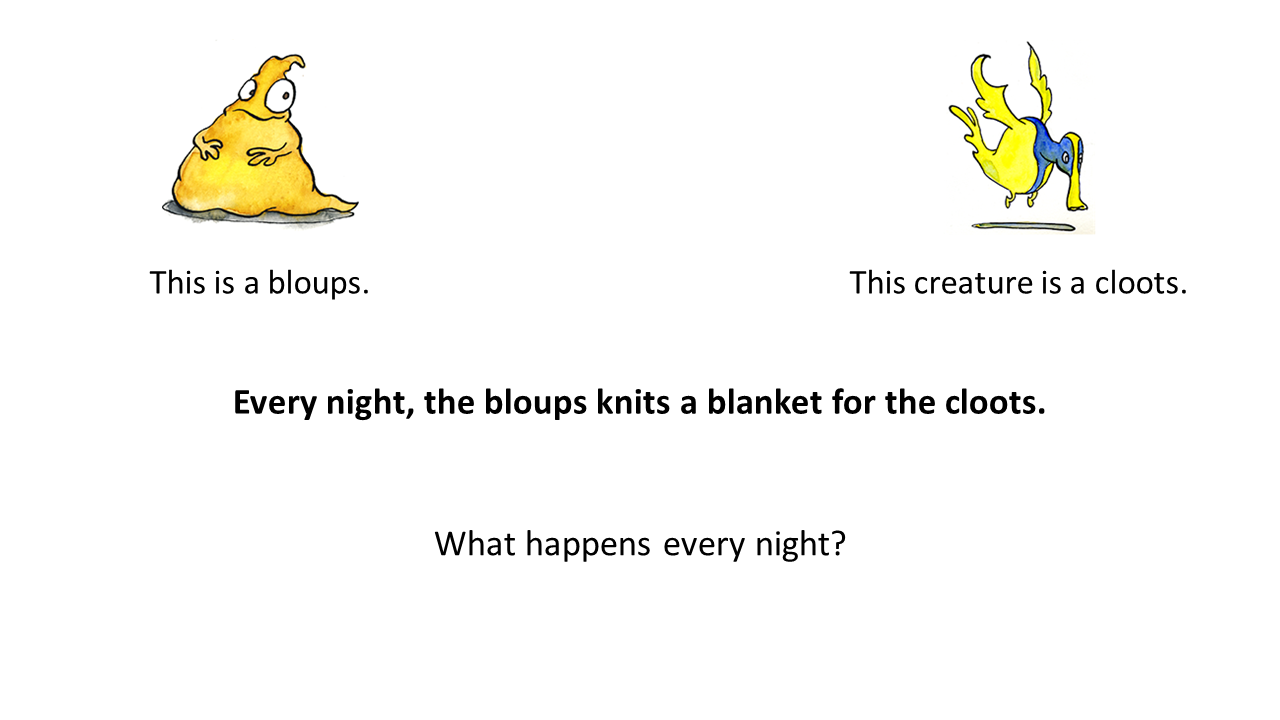 This is a bloups.
This creature is a cloots.
Every night, the bloups knits a blanket for the cloots.
What happens every night?